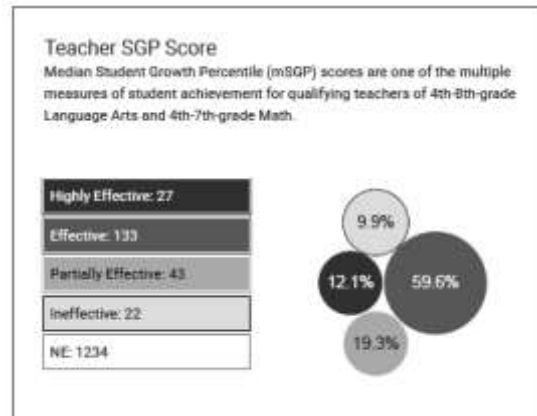 Teacher SGP Score
Median Student Growth Percentile (mSGP) scores are one of the multiple
measures of student achievement for qualifying teachers of 4th-8th-grade
Language Arts and 4th-7th-grade Math.
Highly Effective: 27
Effective: 133
Partially Effective: 43
Ineffective: 22
NE: 1234
9.9%
12.1%
59.6%
19.3%